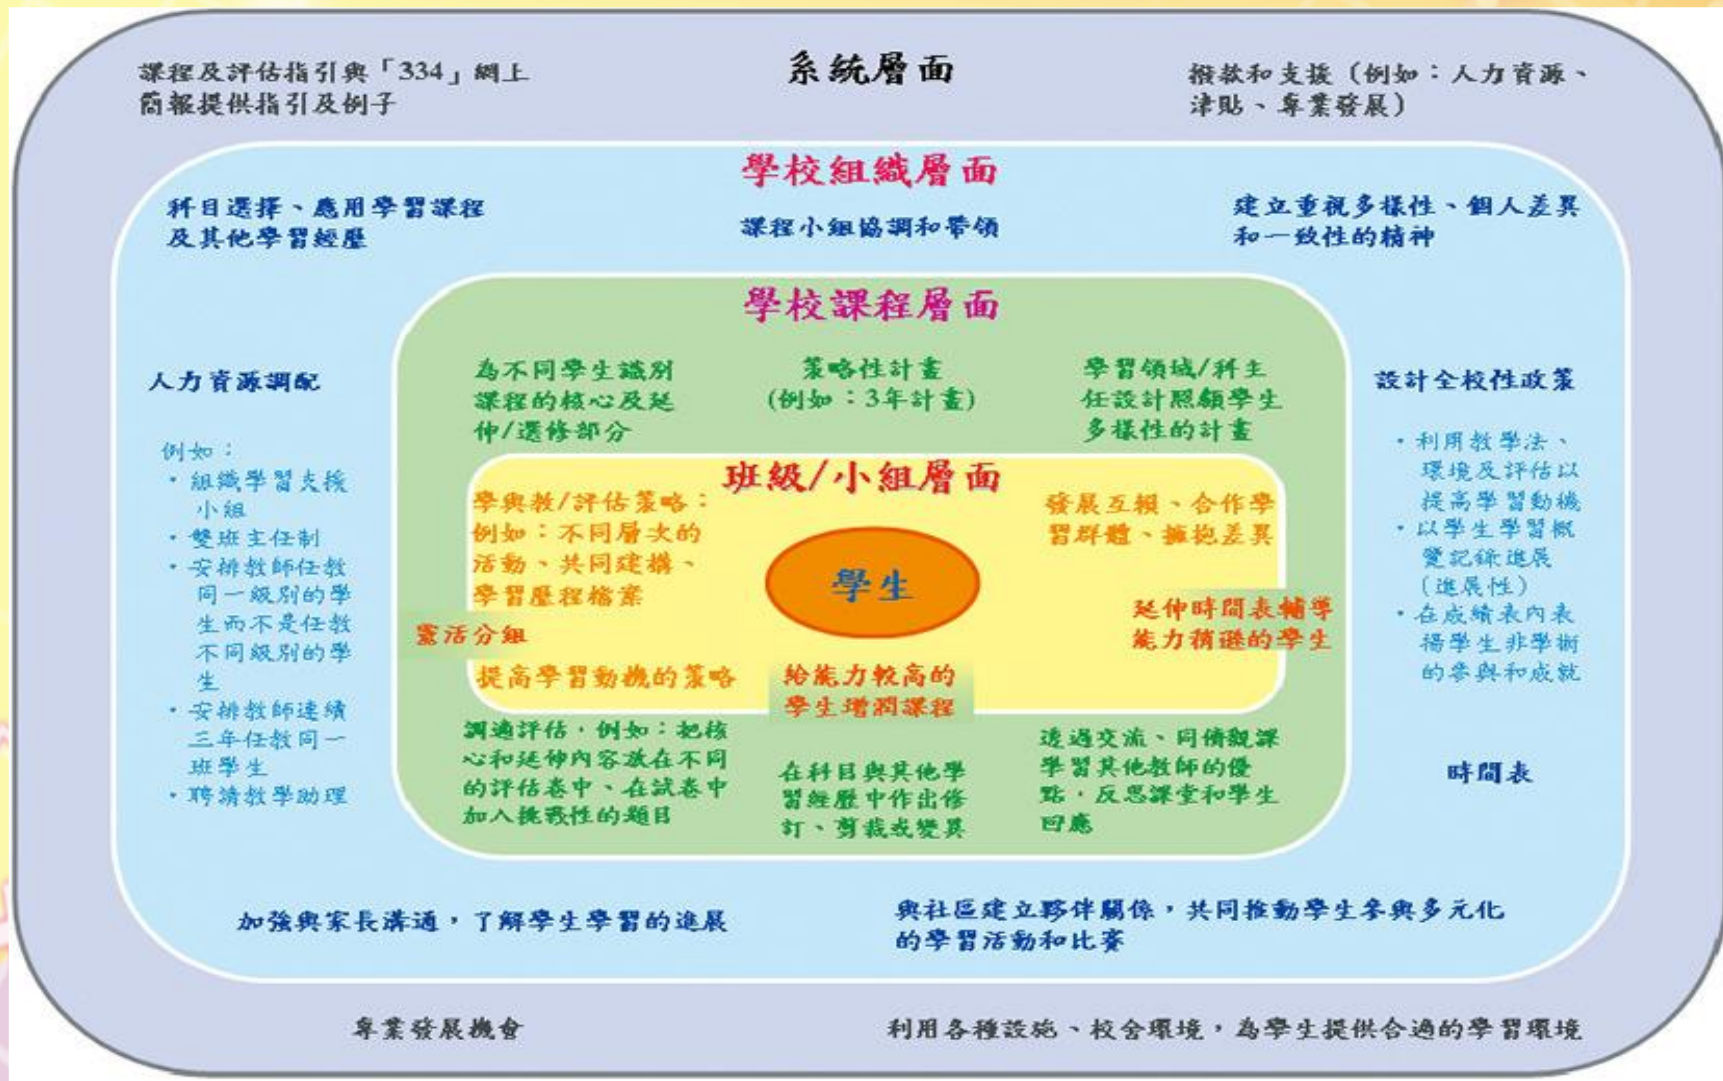 系統層面
課程及評估指引與「334」網上
簡報提供指引及例子
撥款和支援（例如：人力資源、
津貼、專業發展）
學校組織層面
科目選擇、應用學習課程
及其他學習經歷
課程小組協調和帶領
建立重視多樣性、個人差異
和一致性的精神
學校課程層面
人力資源調配
例如：
・組織學習支援
小組
・雙班主任制
・安排教師任教
同一級別的學
生而不是任教
不同級別的學
生
・安排教師連續
三年任教同一
班學生
・聘請教學助理
為不同學生識別
課程的核心及延
伸/選修部分
策略性計畫
(例如：3年計畫)
學習領域/科主
任設計照顧學生
多樣性的計畫
設計全校性政策
・利用教學法、
環境及評估以
提高學習動機
・以學生學習概
覽記錄進展
（進展性）
・在成績表內表
揚學生非學術
的參與和成就
時間表
班級/小組層面
學與教/評估策略：
例如：不同層次的
活動、共同建構、
學習歷程檔案
發展互賴、合作學
習群體、擁抱差異
學生
靈活分組
延伸時間表輔導
能力稍遜的學生
提高學習動機的策略
給能力較高的
學生增潤課程
調適評估，例如：把核
心和延伸內容放在不同
的評估卷中、在試卷中
加入挑戰性的題目
在科目與其他學
習經歷中作出修
訂、剪裁或變異
透過交流、同儕觀課
學習其他教師的優
點，反思課堂和學生
回應
加強與家長溝通，了解學生學習的進展
與社區建立夥伴關係，共同推動學生參與多元化
的學習活動和比賽
專業發展機會
利用各種設施、校舍環境，為學生提供合適的學習環境